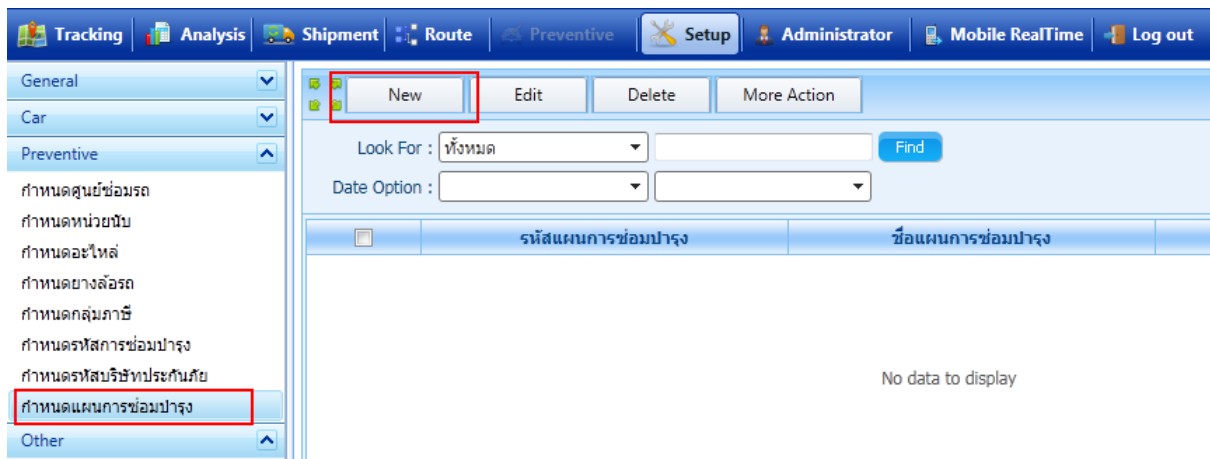 Tracking Analysis Shipment Route Preventive Setup Administrator Mobile RealTime Log out
General
Car
Preventive
กำหนดศูนย์ซ่อมรถ
กำหนดหน่วยนับ
กำหนดอะไหล่
กำหนดยางล้อรถ
กำหนดกลุ่มภาษี
กำหนดรหัสการซ่อมบำรุง
กำหนดรหัสบริษัทประกันภัย
กำหนดแผนการซ่อมบำรุง
Other
New Edit Delete More Action
Look For : ทั้งหมด Find
Date Option :
รหัสแผนการซ่อมบำรุง ชื่อแผนการซ่อมบำรุง
No data to display